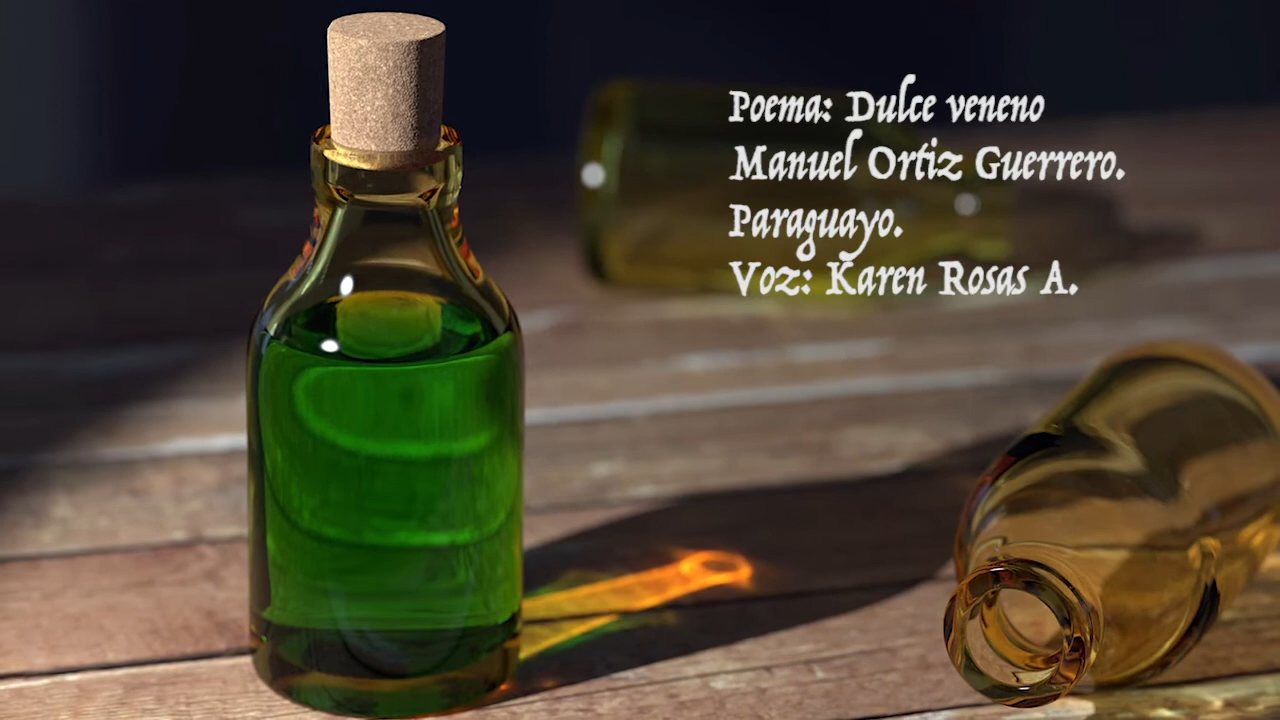 Poema: Dulce veneno
Manuel Ortiz Guerrero.
Paraguayo.
Voz: Karen Rosas A.